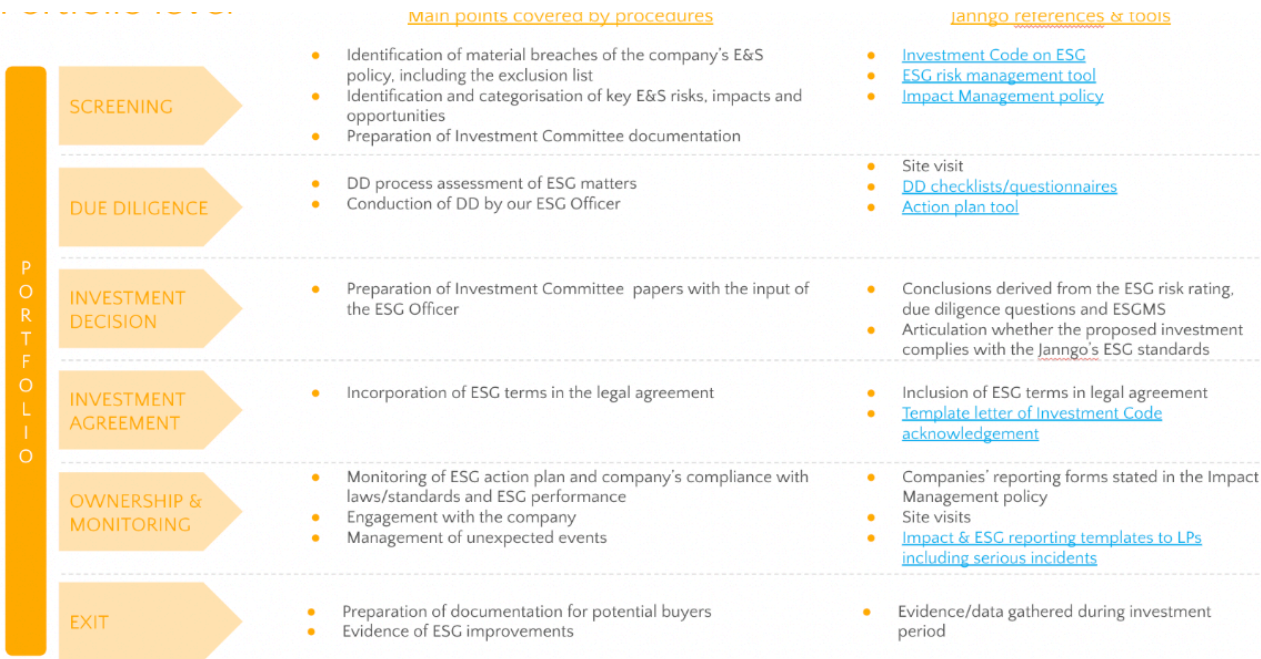 Portfolio level
Main points covered by procedures
Janngo references & tools
PORTFOLIO
SCREENING
● Identification of material breaches of the company's E&S
policy, including the exclusion list
● Identification and categorisation of key E&S risks, impacts and
opportunities
● Preparation of Investment Committee documentation
● Investment Code on ESG
● ESG risk management tool
● Impact Management policy
DUE DILIGENCE
● DD process assessment of ESG matters
● Conduction of DD by our ESG Officer
● Site visit
● DD checklists/questionnaires
● Action plan tool
INVESTMENT
DECISION
● Preparation of Investment Committee papers with the input of
the ESG Officer
● Conclusions derived from the ESG risk rating,
due diligence questions and ESGMS
● Articulation whether the proposed investment
complies with the Janngo's ESG standards
INVESTMENT
AGREEMENT
● Incorporation of ESG terms in the legal agreement
● Inclusion of ESG terms in legal agreement
● Template letter of Investment Code
acknowledgement
OWNERSHIP &
MONITORING
● Monitoring of ESG action plan and company's compliance with
laws/standards and ESG performance
● Engagement with the company
● Management of unexpected events
● Companies' reporting forms stated in the Impact
Management policy
● Site visits
● Impact & ESG reporting templates to LPs
including serious incidents
EXIT
● Preparation of documentation for potential buyers
● Evidence of ESG improvements
● Evidence/data gathered during investment
period